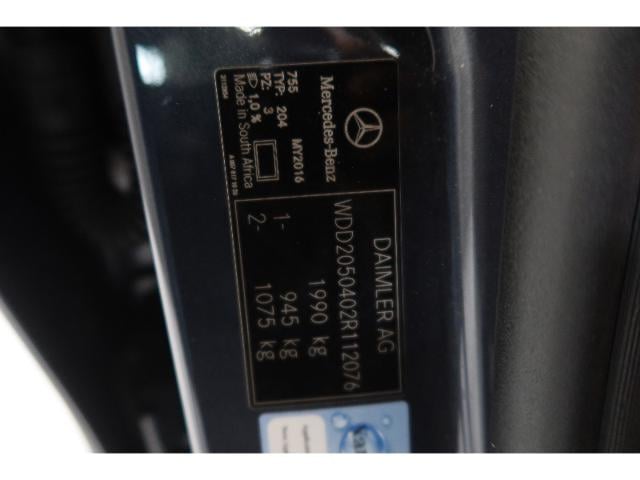 Mercedes-Benz
755 MY2016
TYP: 204
PZ: 3
1,0 %
Made in South Africa
DAIMLER AG
WDD2050402R112076
1990 kg
1- 945 kg
2- 1075 kg